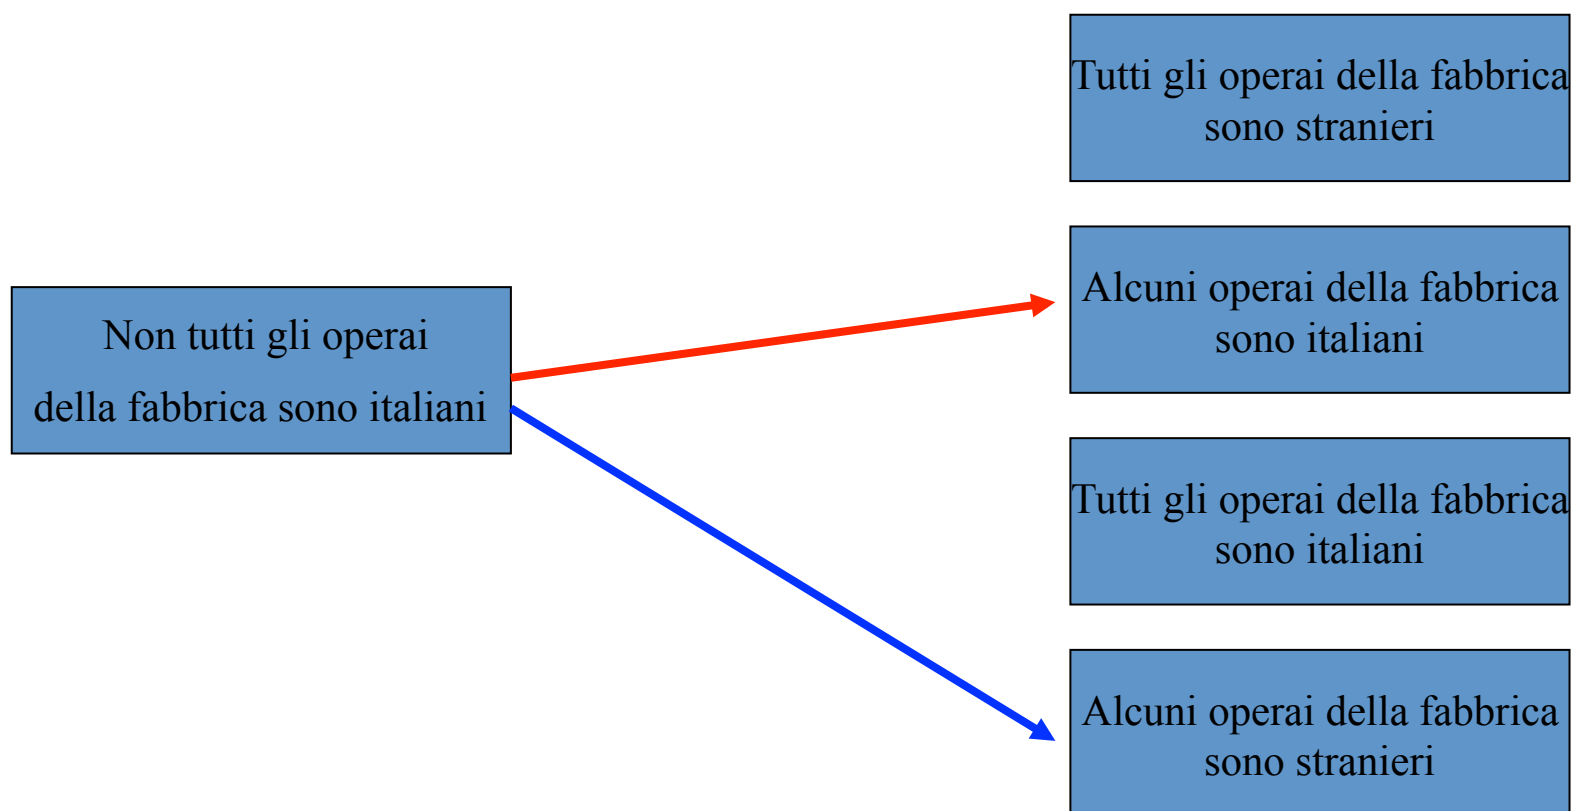 Tutti gli operai della fabbrica
sono stranieri
Alcuni operai della fabbrica
sono italiani
Non tutti gli operai
della fabbrica sono italiani
Tutti gli operai della fabbrica
sono italiani
Alcuni operai della fabbrica
sono stranieri